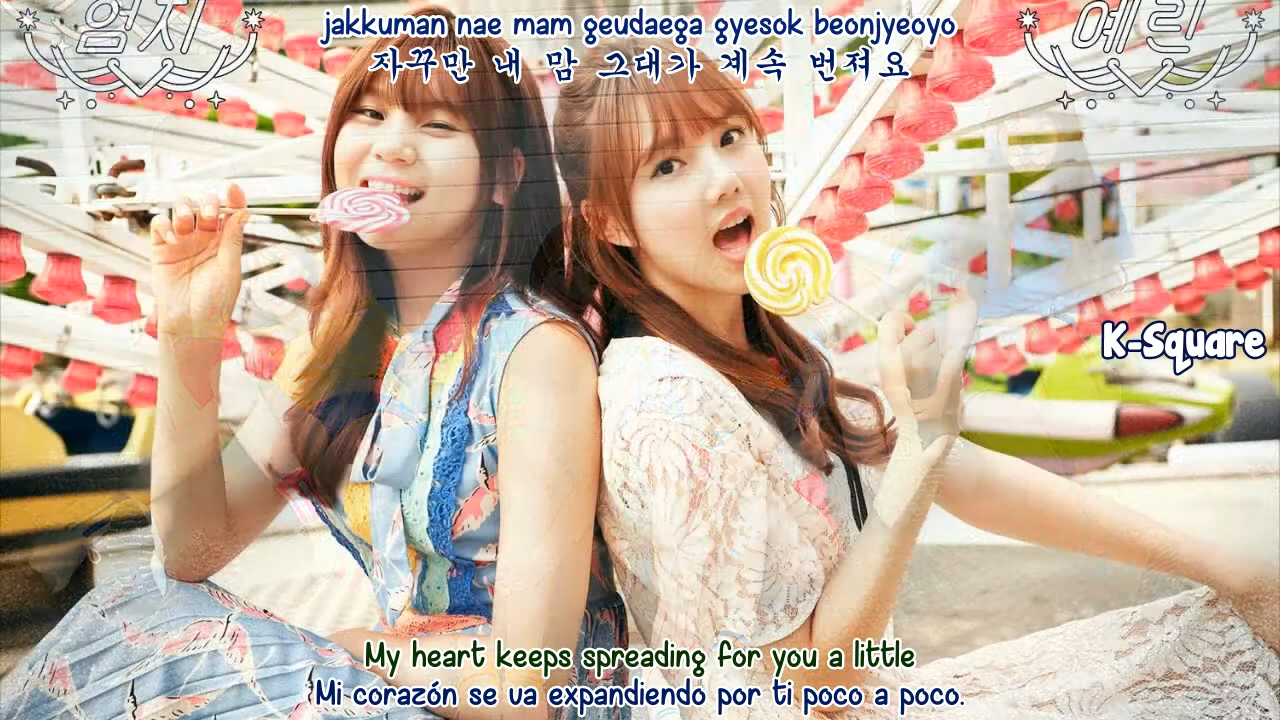 엄지
예린
jakkuman nae mam geudaega gyesok beonjyeoyo
자꾸만 내 맘 그대가 계속 번져요
K-Square
My heart keeps spreading for you a little
Mi corazón se va expandiendo por ti poco a poco.